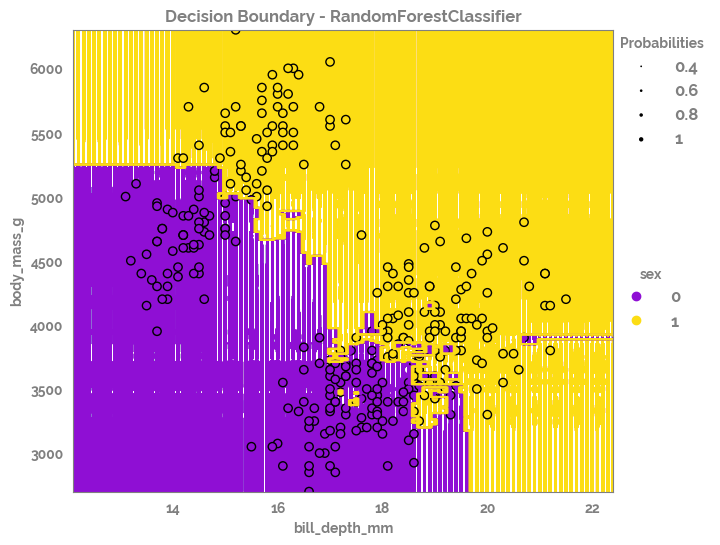 Decision Boundary - RandomForestClassifier
Probabilities
0.4
0.6
0.8
1
sex
0
1
body_mass_g
6000
5500
5000
4500
4000
3500
3000
14 16 18 20 22
bill_depth_mm